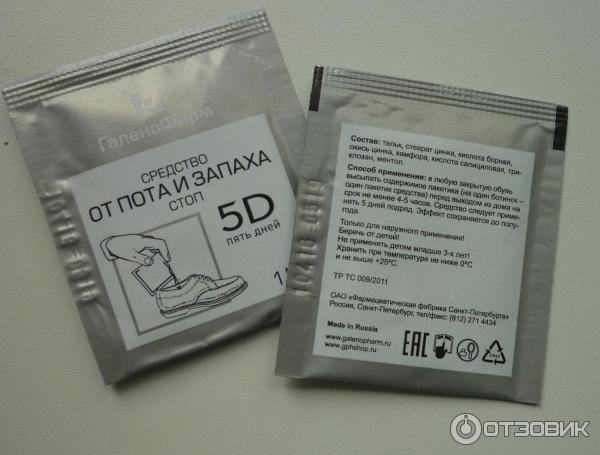 ГаленоФарм
СРЕДСТВО
ОТ ПОТА И ЗАПАХА
СТОП
5D
пять дней
Состав: тальк, стеарат цинка, кислота борная,
окись цинка, камфора, кислота салициловая, три-
клозан, ментол.
Способ применения: в любую закрытую обувь
высыпать содержимое пакетика (на один ботинок –
один пакетик средства) перед выходом из дома на
срок не менее 4-5 часов. Средство следует приме-
нять 5 дней подряд. Эффект сохраняется до полу-
года.
Только для наружного применения!
Беречь от детей!
Не применять детям младше 3-х лет!
Хранить при температуре не ниже 0°С
и не выше +25°С.
ТР ТС 009/2011
ОАО «Фармацевтическая фабрика Санкт-Петербурга»
Россия, Санкт-Петербург, тел/факс: (812) 271 4434
Made in Russia
www.galenopharm.ru
www.gphshop.ru
EAC
ОТЗОВИК